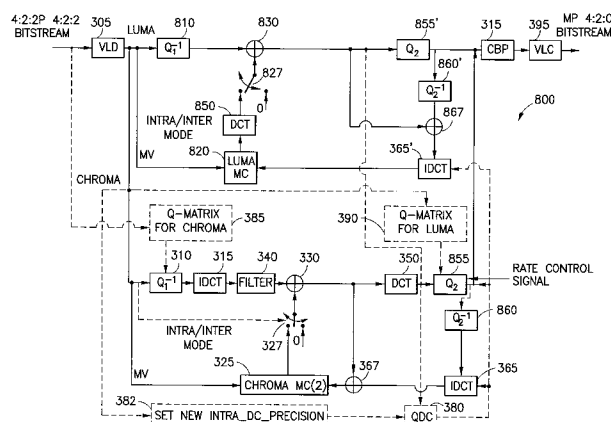 4:2:2P 4:2:2
BITSTREAM
305
VLD
LUMA
810
Q₁⁻¹
830
855'
Q₂
315
CBP
395
VLC
MP 4:2:0
BITSTREAM
827
860'
Q₂⁻¹
800
INTRA/INTER
MODE
850
DCT
0
867
820
LUMA
MC
MV
365'
IDCT
CHROMA
Q-MATRIX
FOR CHROMA
385
390
Q-MATRIX
FOR LUMA
310
Q₁⁻¹
315
IDCT
340
FILTER
330
350
DCT
855
Q₂
RATE CONTROL
SIGNAL
860
Q₂⁻¹
INTRA/INTER
MODE
327
0
325
CHROMA MC(2)
MV
367
365
IDCT
382
SET NEW INTRA_DC_PRECISION
380
QDC